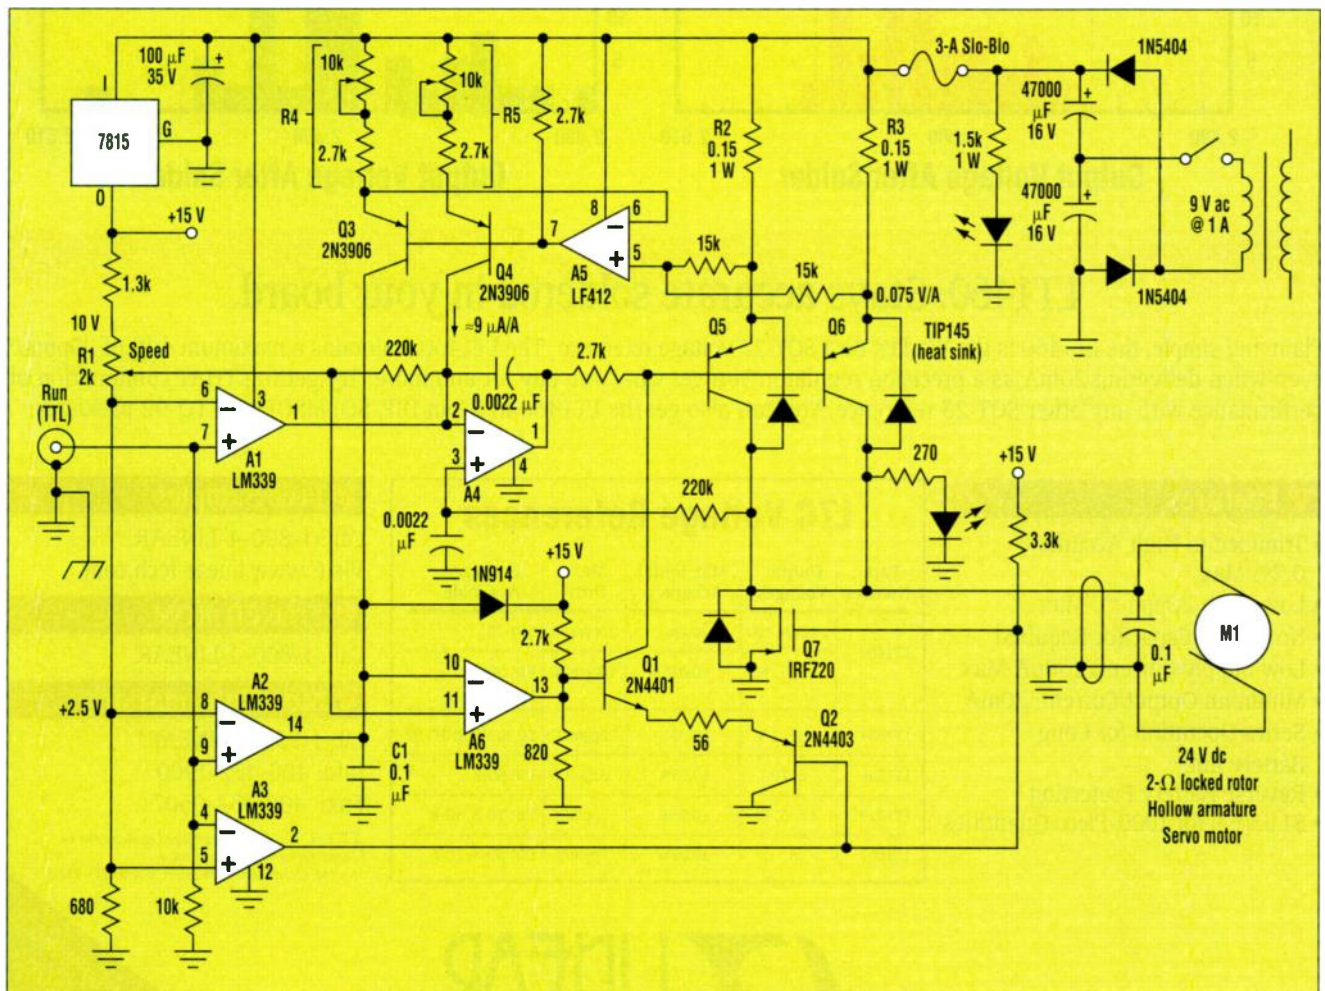 100 µF
35 V
I
7815
G
O
+15 V
1.3k
10 V
R1
2k
Speed
Run
(TTL)
6
7
3
A1
LM339
+2.5 V
A2
LM339
8
9
14
A3
LM339
4
5
2
12
680
10k
R4
10k
2.7k
10k
2.7k
R5
2.7k
Q3
2N3906
Q4
2N3906
≈9 µA/A
8
6
7
5
A5
LF412
220k
0.0022 µF
2.7k
2
3
1
4
A4
0.0022
µF
220k
1N914
+15 V
2.7k
10
11
13
A6
LM339
820
C1
0.1
µF
Q1
2N4401
56
Q2
2N4403
R2
0.15
1 W
R3
0.15
1 W
15k
15k
0.075 V/A
Q5
Q6
TIP145
(heat sink)
270
+15 V
3.3k
Q7
IRFZ20
3-A Slo-Blo
1N5404
47000
µF
16 V
1.5k
1 W
47000
µF
16 V
9 V ac
@ 1 A
1N5404
0.1
µF
M1
24 V dc
2-Ω locked rotor
Hollow armature
Servo motor